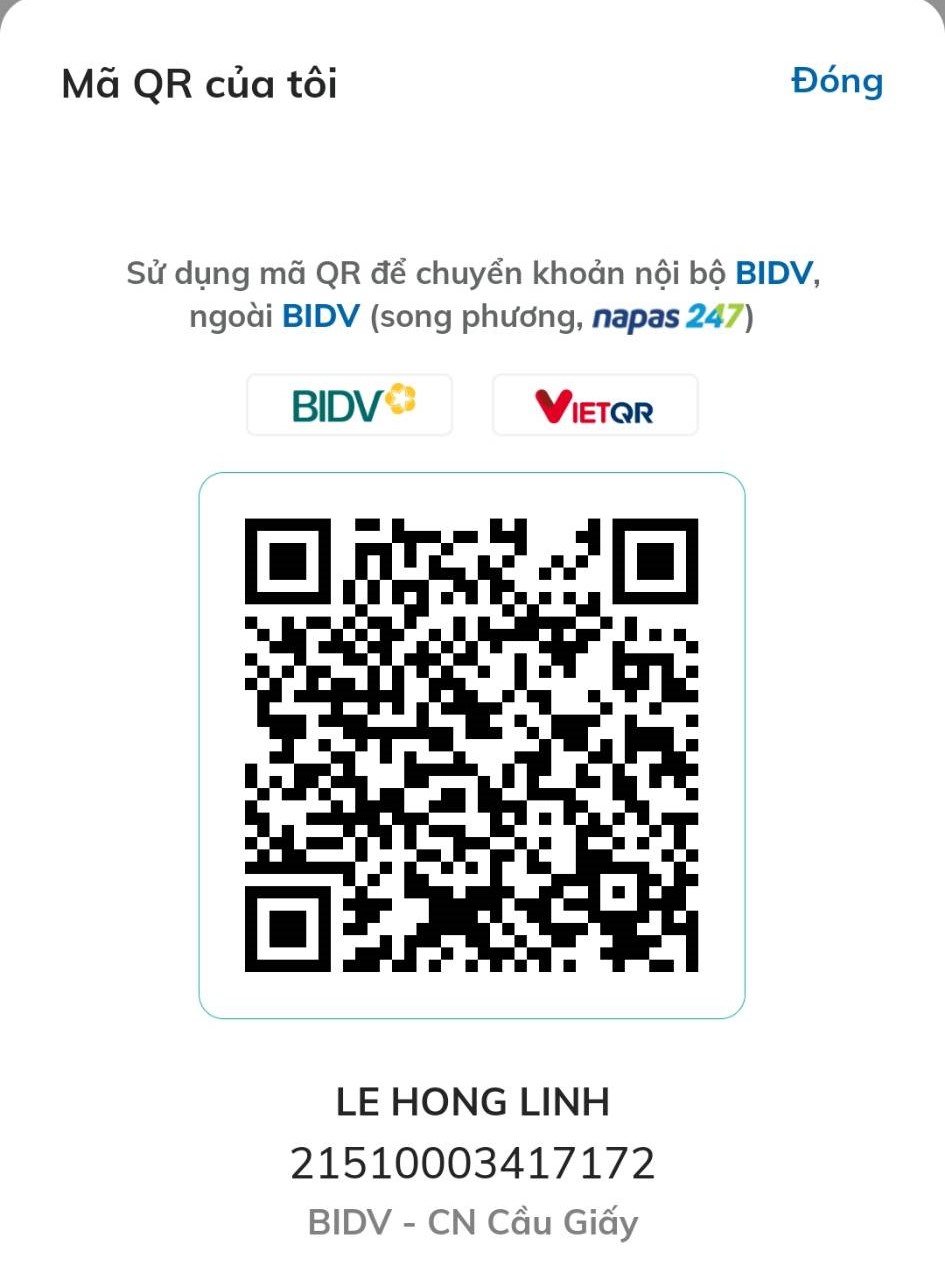 Mã QR của tôi
Đóng
Sử dụng mã QR để chuyển khoản nội bộ BIDV,
ngoài BIDV (song phương, napas 247)
BIDV
VIETQR
LE HONG LINH
21510003417172
BIDV - CN Cầu Giấy